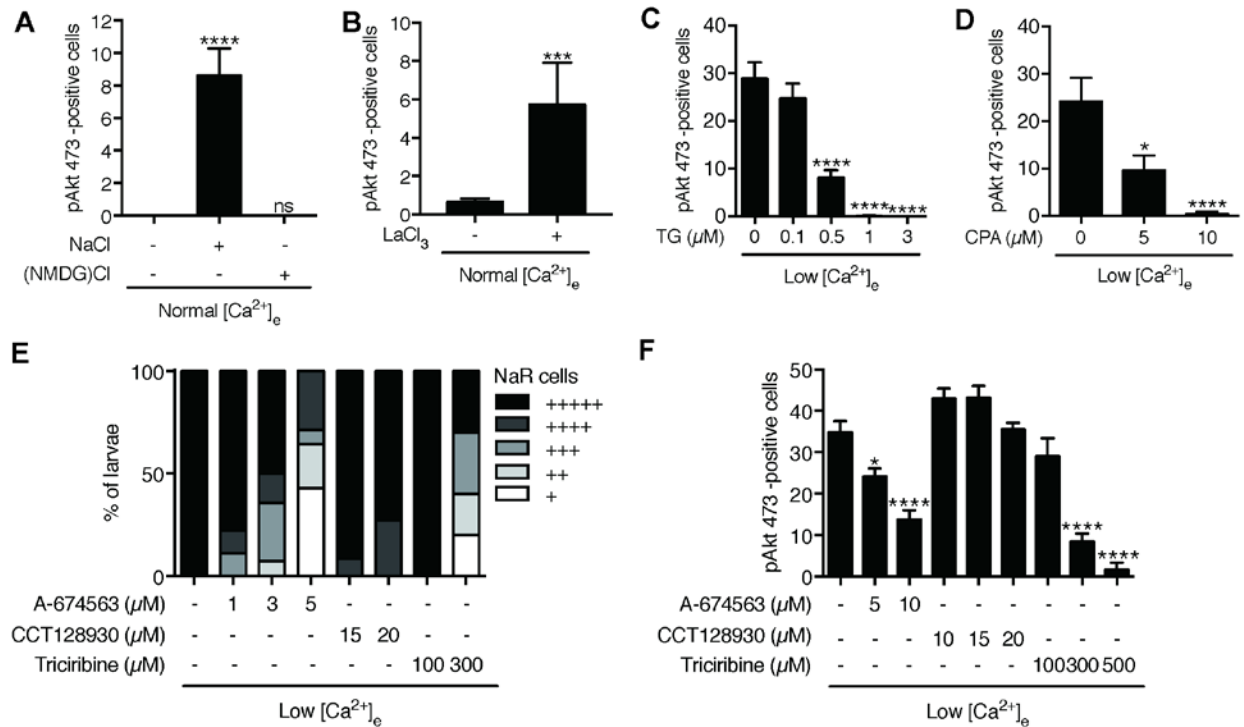 A
pAkt 473 -positive cells
12
10
8
6
4
2
0
****
ns
NaCl - + -
(NMDG)Cl - - +
Normal [Ca2+]e
B
pAkt 473 -positive cells
10
8
6
4
2
0
***
LaCl3 - +
Normal [Ca2+]e
C
pAkt 473 -positive cells
40
30
20
10
0
****
**** ****
TG (µM) 0 0.1 0.5 1 3
Low [Ca2+]e
D
pAkt 473 -positive cells
40
30
20
10
0
*
****
CPA (µM) 0 5 10
Low [Ca2+]e
E
% of larvae
100
50
0
NaR cells
+++++
++++
+++
++
+
A-674563 (µM) - 1 3 5 - - - -
CCT128930 (µM) - - - - 15 20 - -
Triciribine (µM) - - - - - - 100 300
Low [Ca2+]e
F
pAkt 473 -positive cells
50
40
30
20
10
0
*
****
****
****
A-674563 (µM) - 5 10 - - - - - -
CCT128930 (µM) - - - 10 15 20 - - -
Triciribine (µM) - - - - - - 100 300 500
Low [Ca2+]e